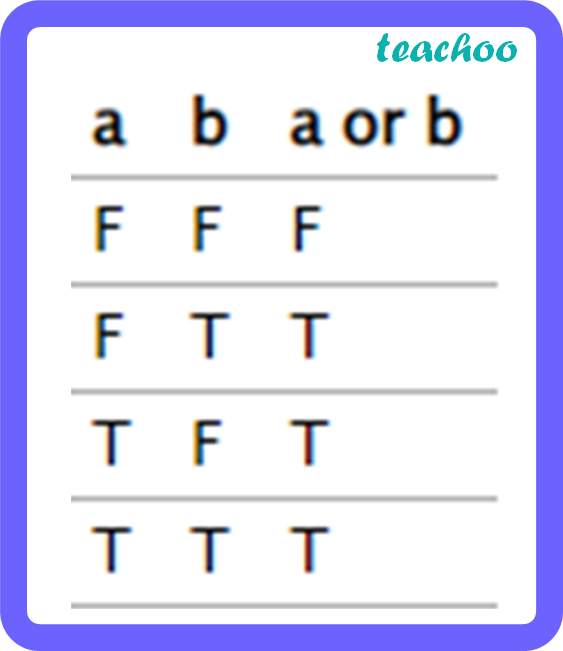 teachoo
a b a or b
F F F
F T T
T F T
T T T